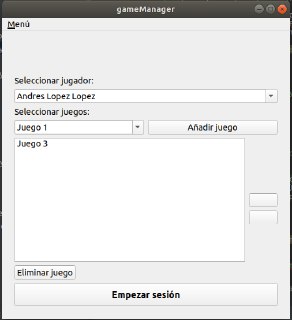 gameManager
Menú
Seleccionar jugador:
Andres Lopez Lopez
Seleccionar juegos:
Juego 1
Añadir juego
Juego 3
Eliminar juego
Empezar sesión